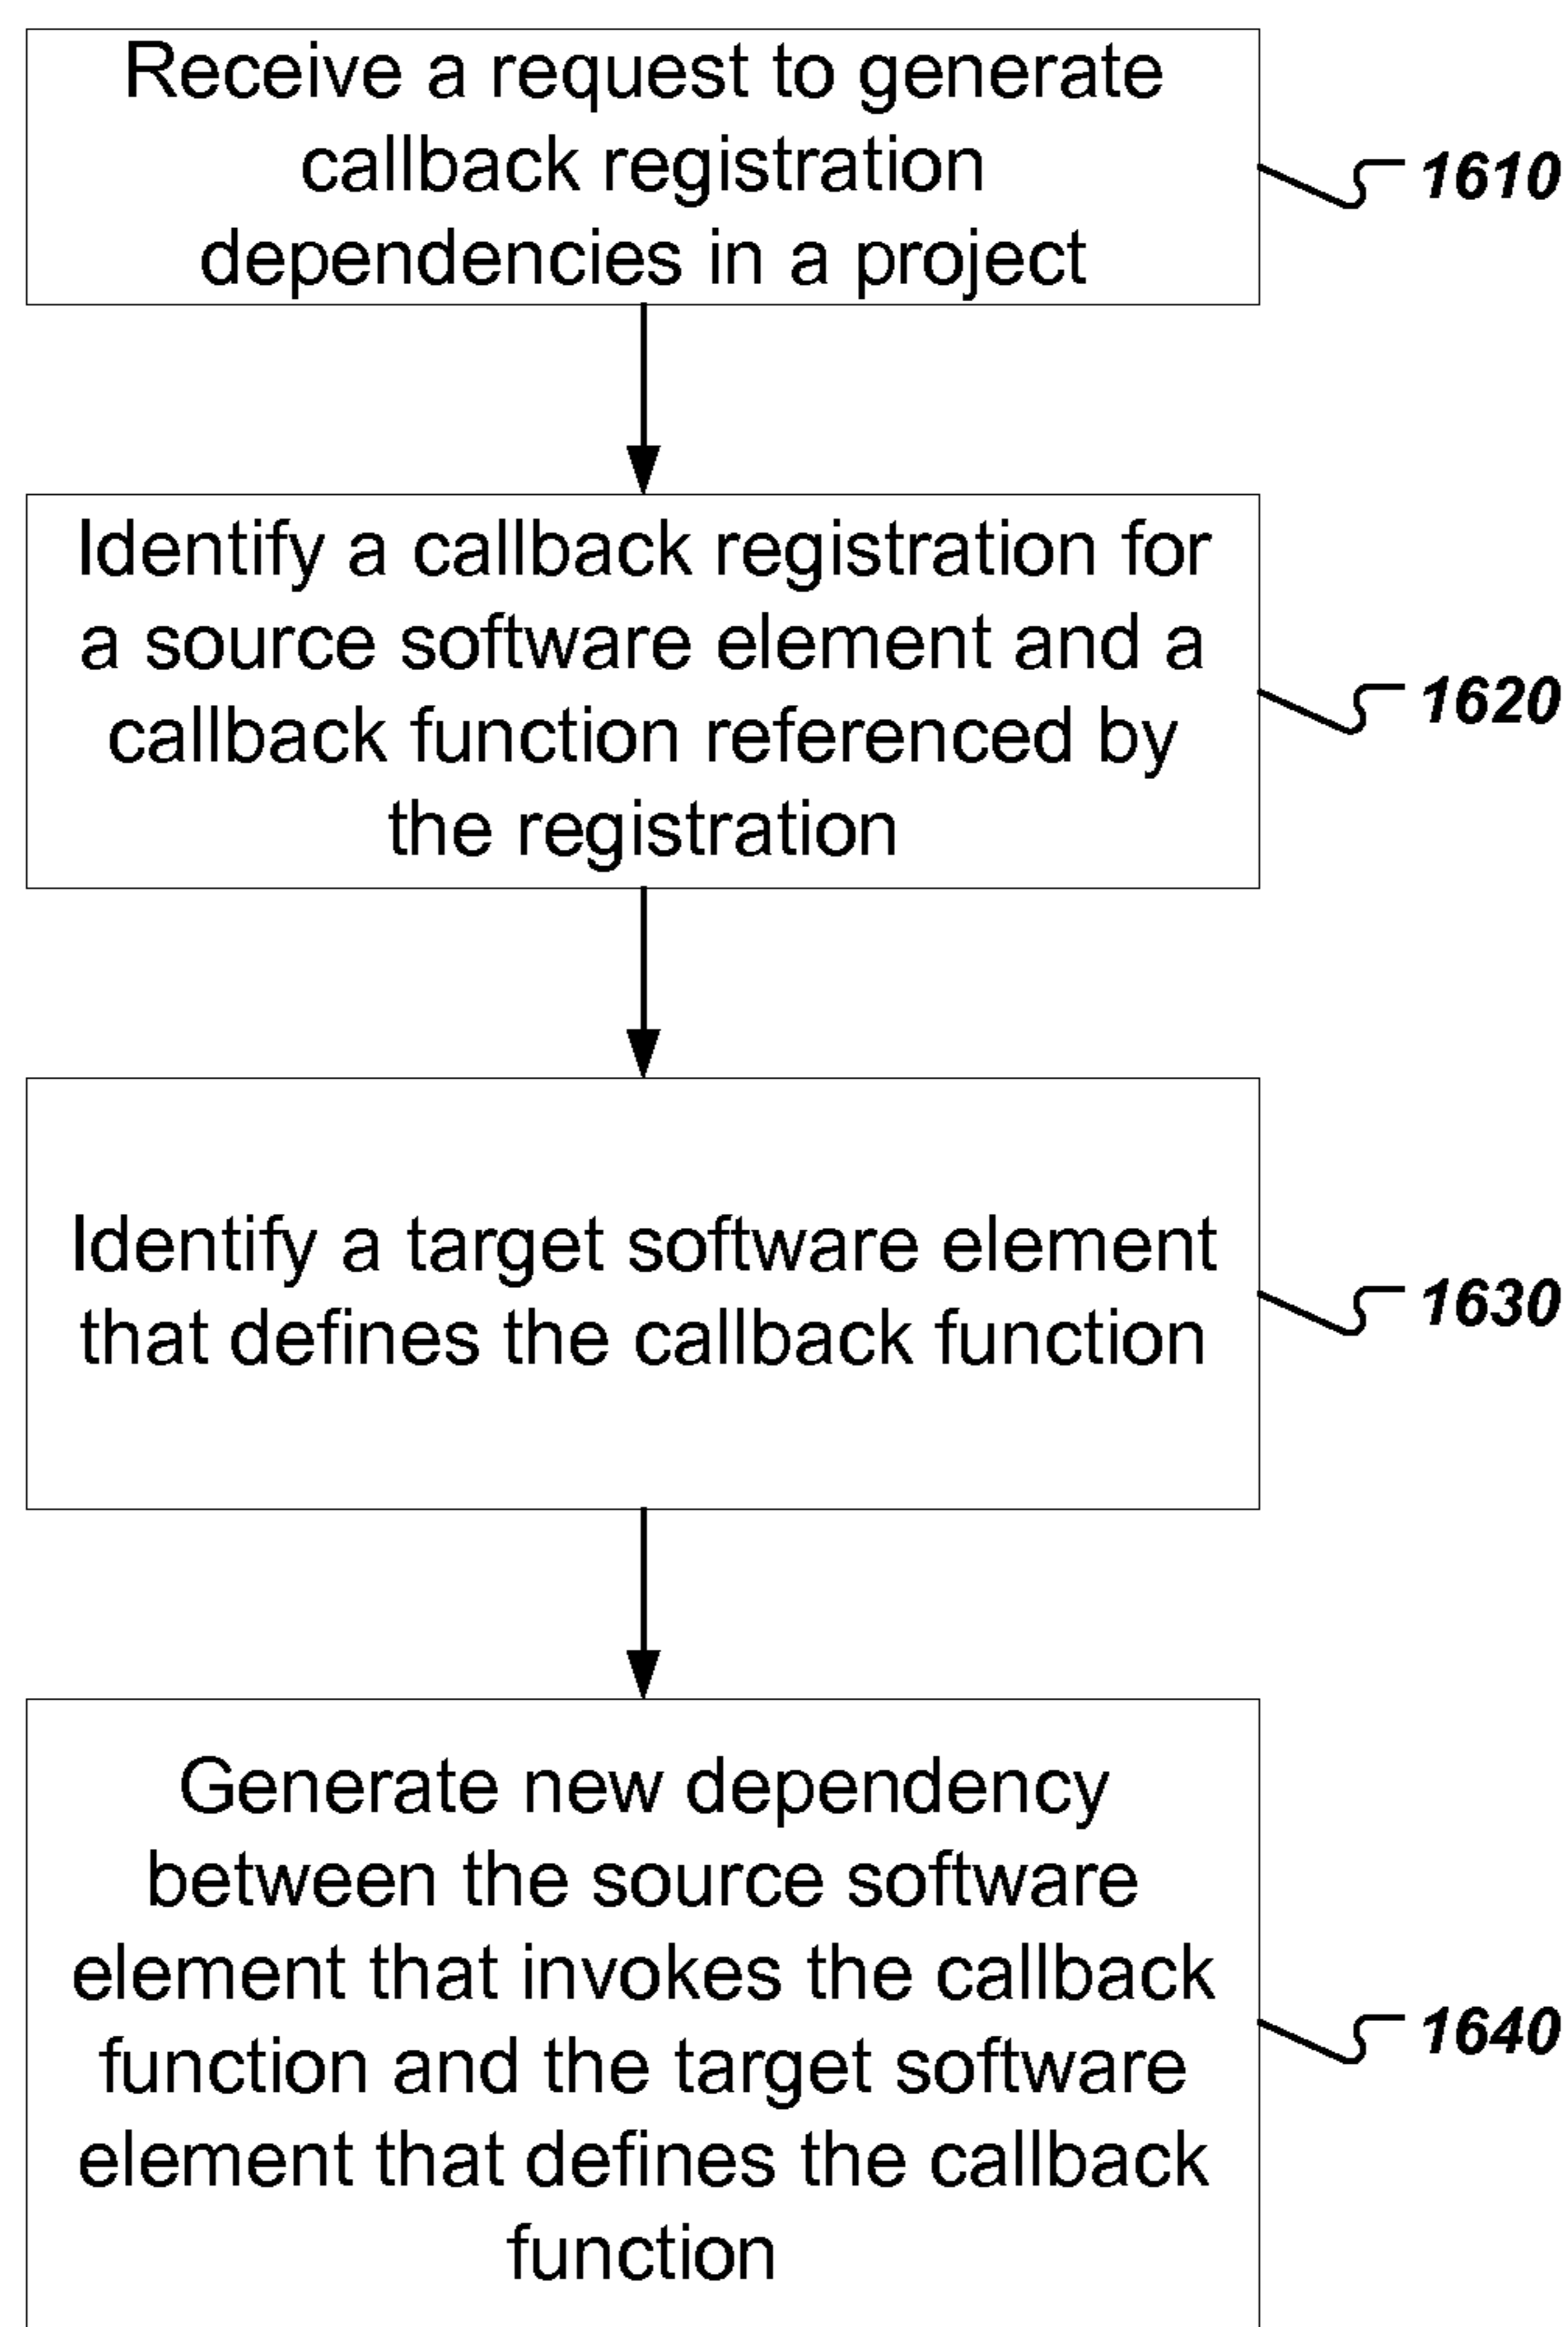 Receive a request to generate
callback registration
dependencies in a project
1610
Identify a callback registration for
a source software element and a
callback function referenced by
the registration
1620
Identify a target software element
that defines the callback function
1630
Generate new dependency
between the source software
element that invokes the callback
function and the target software
element that defines the callback
function
1640